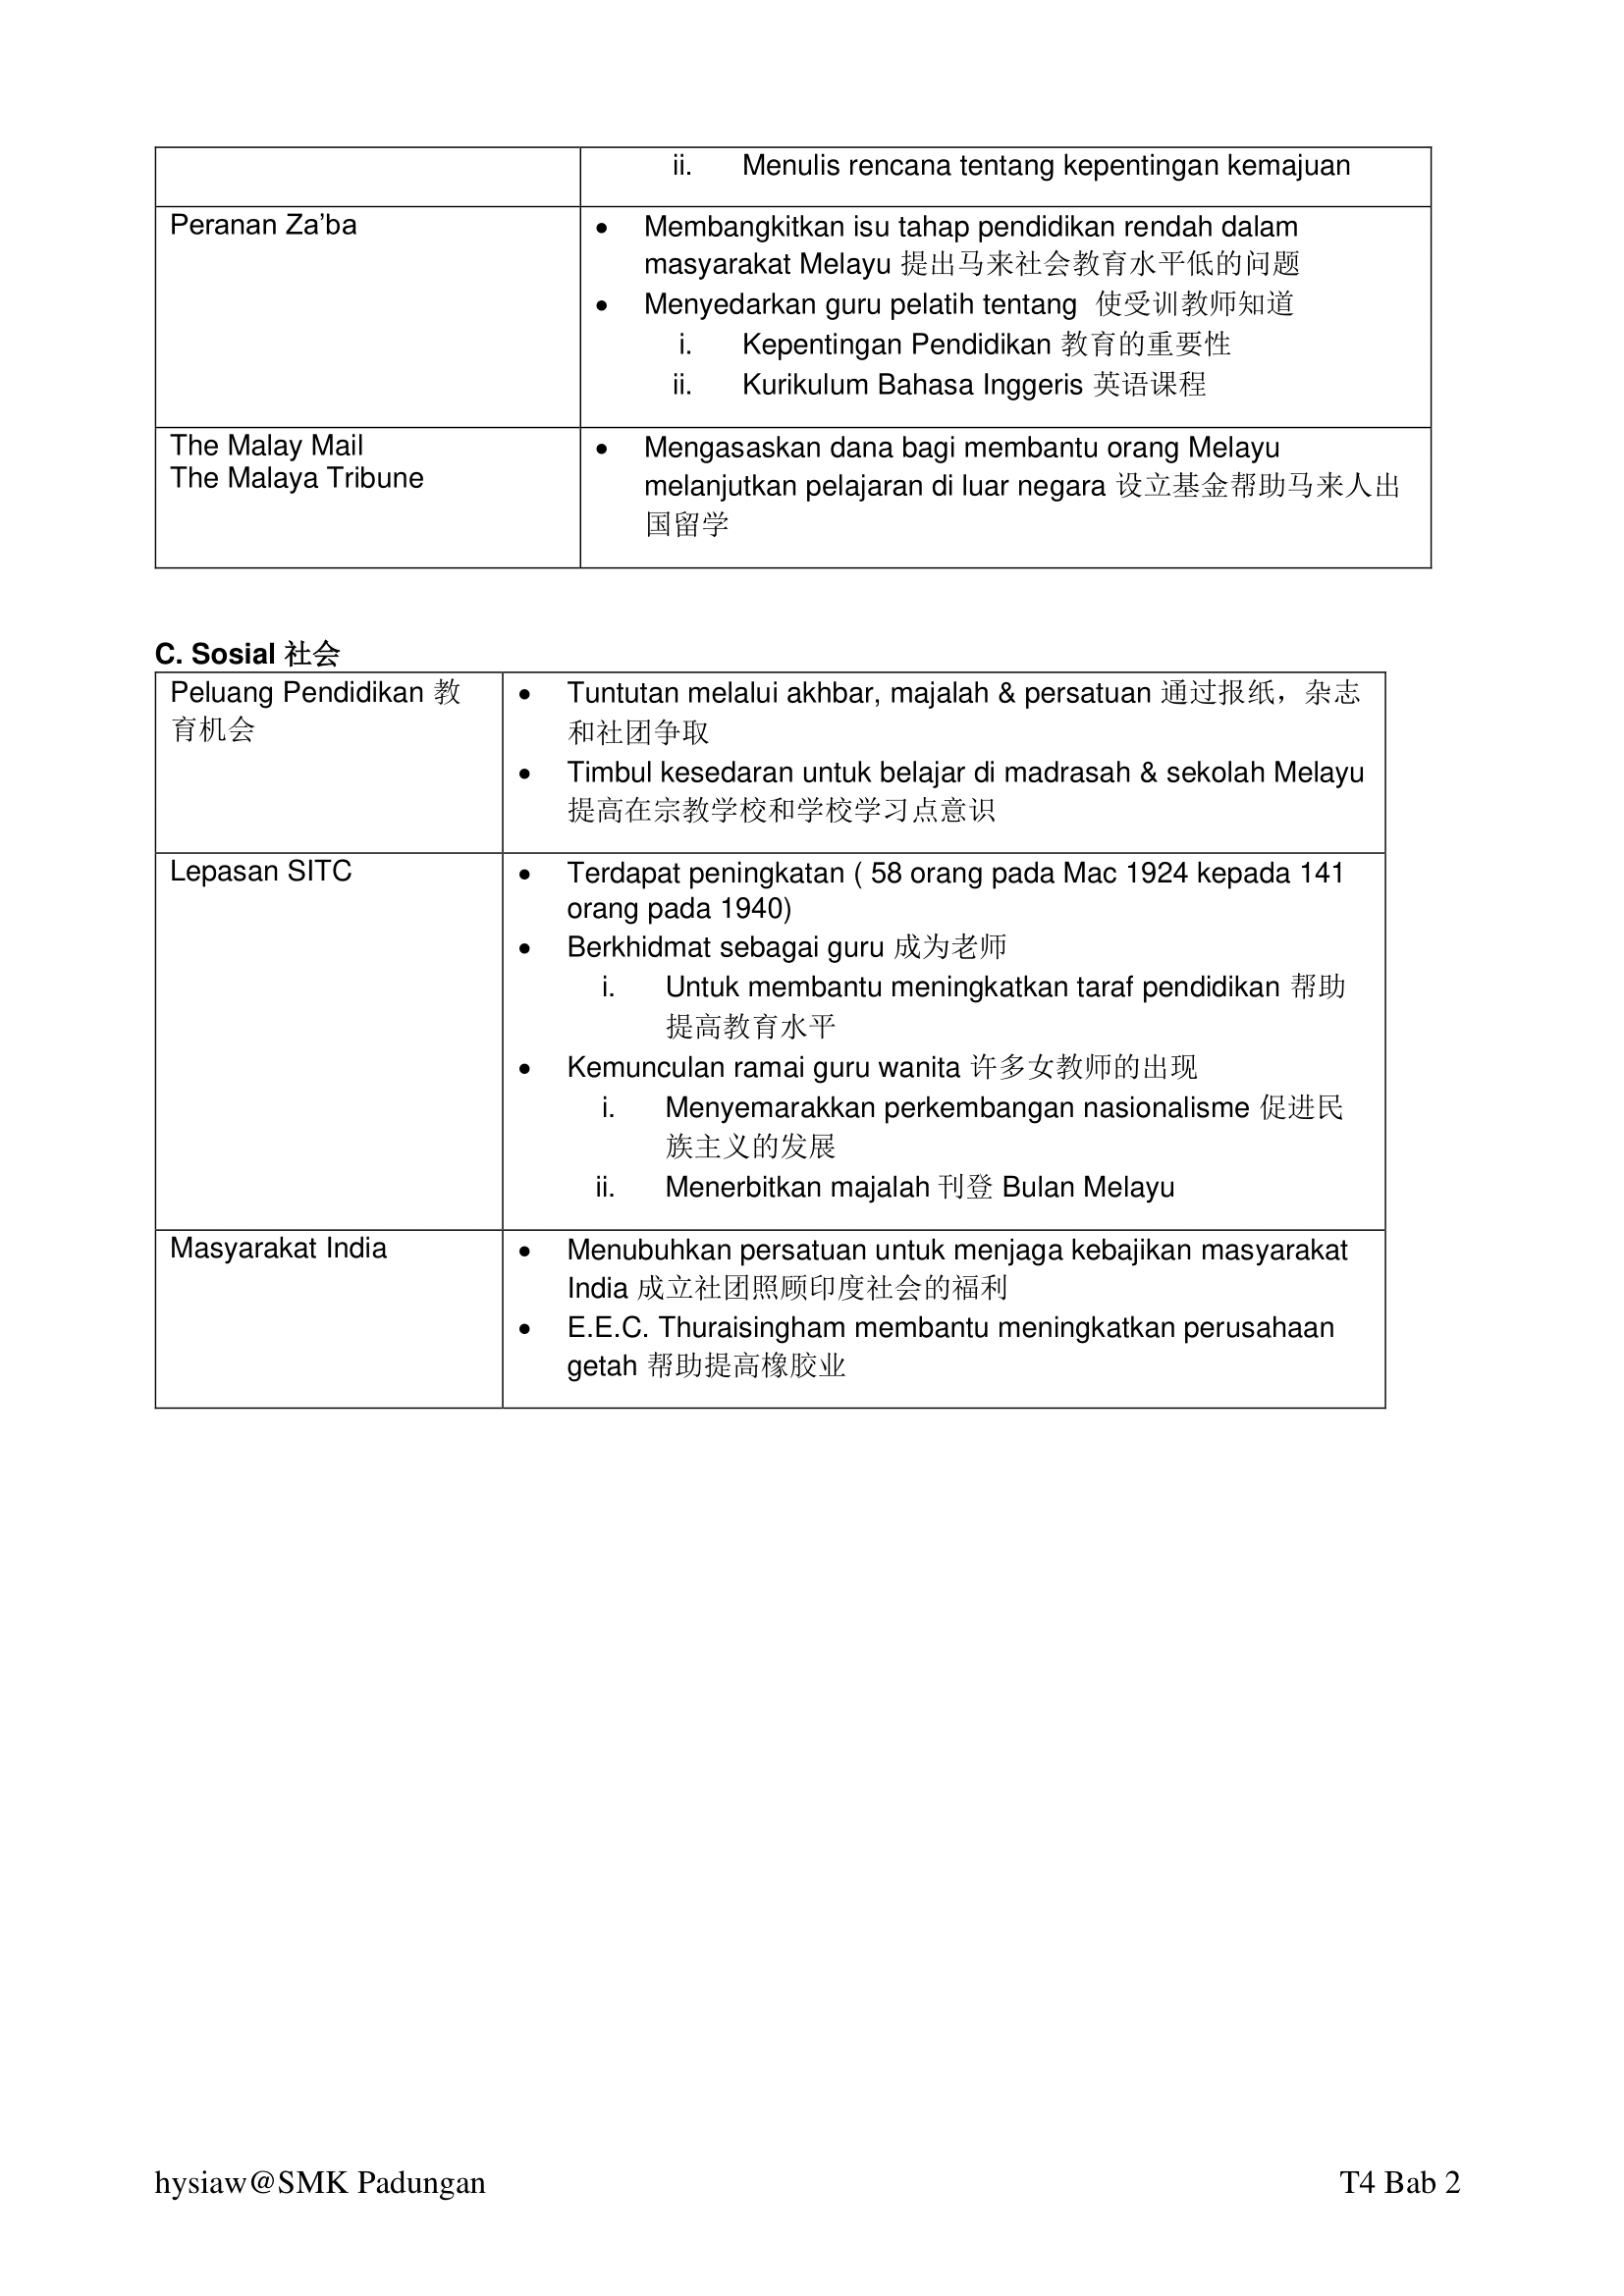 ii. Menulis rencana tentang kepentingan kemajuan
Peranan Za’ba
• Membangkitkan isu tahap pendidikan rendah dalam
masyarakat Melayu 提出马来社会教育水平低的问题
• Menyedarkan guru pelatih tentang 使受训教师知道
i. Kepentingan Pendidikan 教育的重要性
ii. Kurikulum Bahasa Inggeris 英语课程
The Malay Mail
The Malaya Tribune
• Mengasaskan dana bagi membantu orang Melayu
melanjutkan pelajaran di luar negara 设立基金帮助马来人出
国留学
C. Sosial 社会
Peluang Pendidikan 教
育机会
• Tuntutan melalui akhbar, majalah & persatuan 通过报纸，杂志
和社团争取
• Timbul kesedaran untuk belajar di madrasah & sekolah Melayu
提高在宗教学校和学校学习点意识
Lepasan SITC
• Terdapat peningkatan ( 58 orang pada Mac 1924 kepada 141
orang pada 1940)
• Berkhidmat sebagai guru 成为老师
i. Untuk membantu meningkatkan taraf pendidikan 帮助
提高教育水平
• Kemunculan ramai guru wanita 许多女教师的出现
i. Menyemarakkan perkembangan nasionalisme 促进民
族主义的发展
ii. Menerbitkan majalah 刊登 Bulan Melayu
Masyarakat India
• Menubuhkan persatuan untuk menjaga kebajikan masyarakat
India 成立社团照顾印度社会的福利
• E.E.C. Thuraisingham membantu meningkatkan perusahaan
getah 帮助提高橡胶业
hysiaw@SMK Padungan
T4 Bab 2